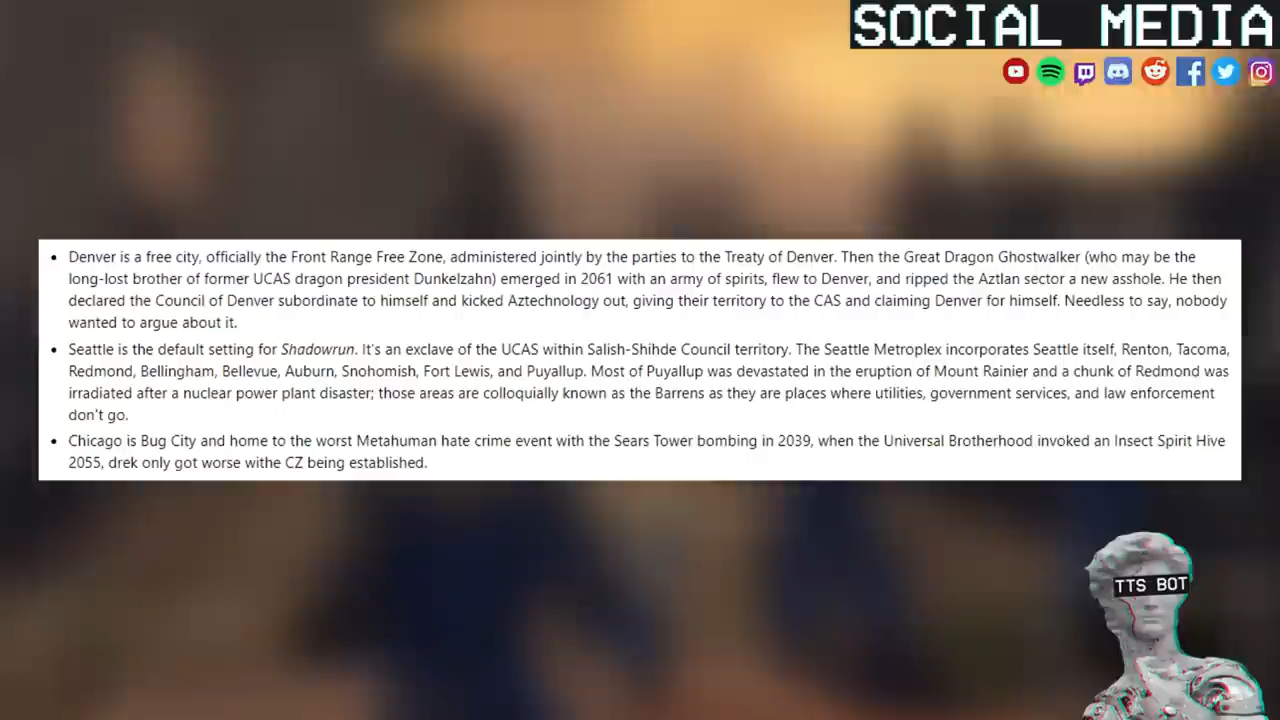 SOCIAL MEDIA
• Denver is a free city, officially the Front Range Free Zone, administered jointly by the parties to the Treaty of Denver. Then the Great Dragon Ghostwalker (who may be the
long-lost brother of former UCAS dragon president Dunkelzahn) emerged in 2061 with an army of spirits, flew to Denver, and ripped the Aztlan sector a new asshole. He then
declared the Council of Denver subordinate to himself and kicked Aztechnology out, giving their territory to the CAS and claiming Denver for himself. Needless to say, nobody
wanted to argue about it.
• Seattle is the default setting for Shadowrun. It's an exclave of the UCAS within Salish-Shihde Council territory. The Seattle Metroplex incorporates Seattle itself, Renton, Tacoma,
Redmond, Bellingham, Bellevue, Auburn, Snohomish, Fort Lewis, and Puyallup. Most of Puyallup was devastated in the eruption of Mount Rainier and a chunk of Redmond was
irradiated after a nuclear power plant disaster; those areas are colloquially known as the Barrens as they are places where utilities, government services, and law enforcement
don't go.
• Chicago is Bug City and home to the worst Metahuman hate crime event with the Sears Tower bombing in 2039, when the Universal Brotherhood invoked an Insect Spirit Hive
2055, drek only got worse withe CZ being established.
TTS BOT